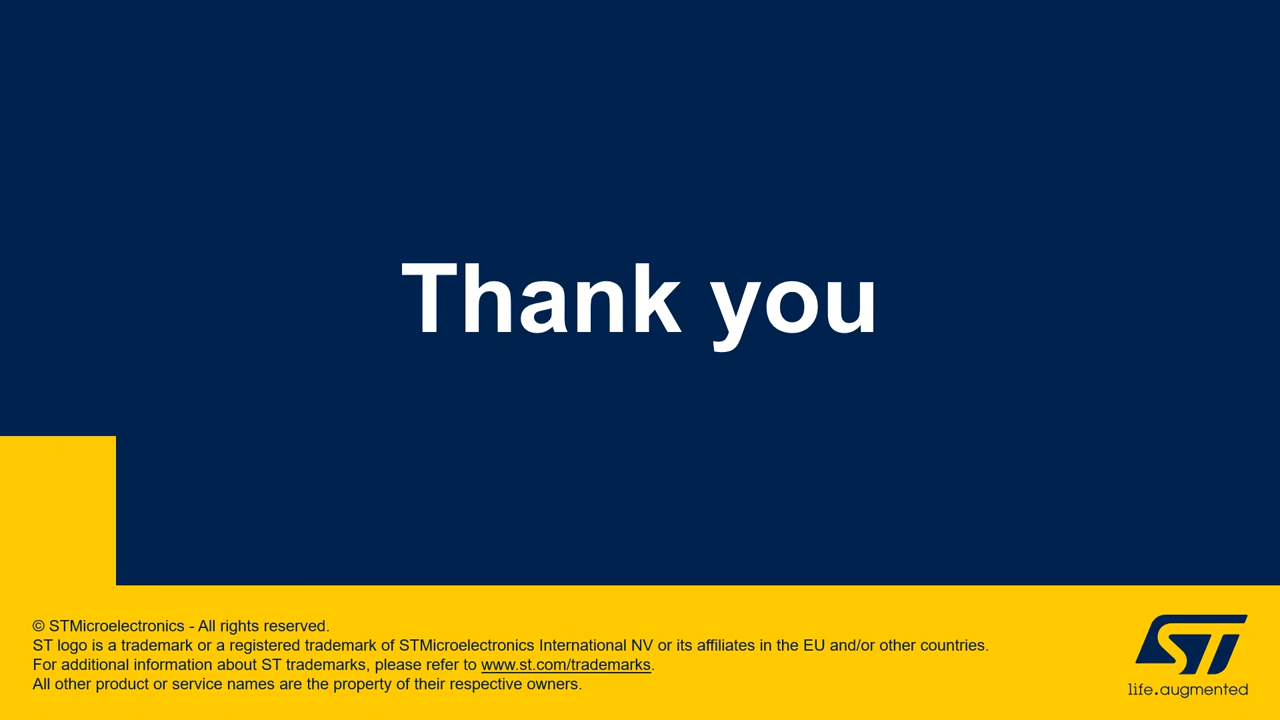 Thank you
© STMicroelectronics - All rights reserved.
ST logo is a trademark or a registered trademark of STMicroelectronics International NV or its affiliates in the EU and/or other countries.
For additional information about ST trademarks, please refer to www.st.com/trademarks.
All other product or service names are the property of their respective owners.
ST
life.augmented